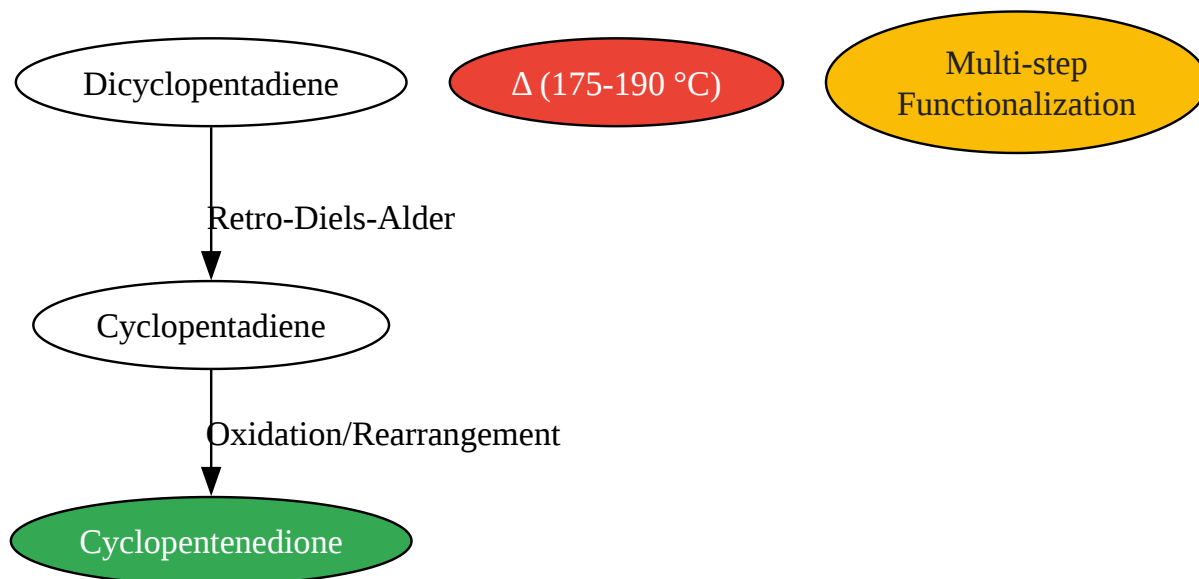 Dicyclopentadiene
Δ (175-190 °C)
Multi-step
Functionalization
Retro-Diels-Alder
Cyclopentadiene
Oxidation/Rearrangement
Cyclopentenedione